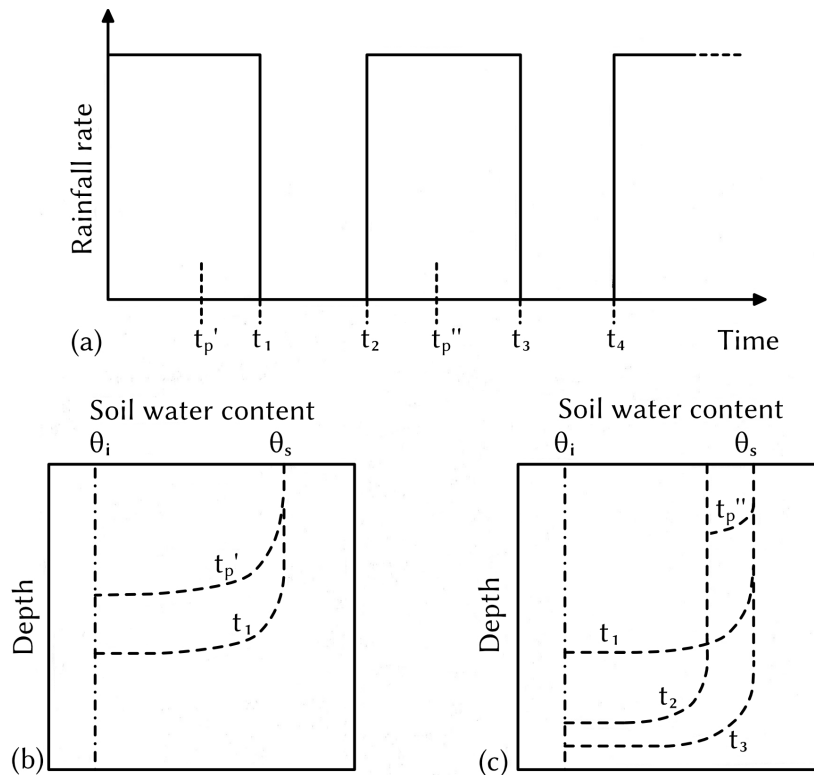 Rainfall rate
tₚ' t₁ t₂ tₚ'' t₃ t₄ Time
(a)
Soil water content
θᵢ θₛ
tₚ'
t₁
Depth
(b)
Soil water content
θᵢ θₛ
tₚ''
t₁
t₂
t₃
Depth
(c)